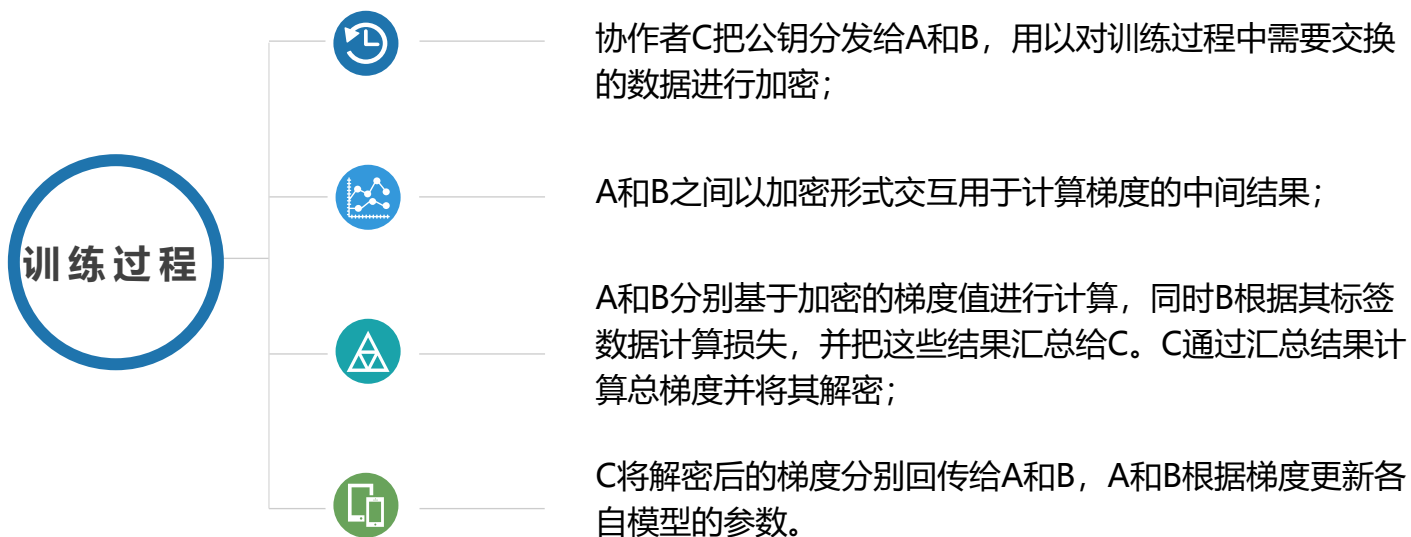 训练过程
协作者C把公钥分发给A和B，用以对训练过程中需要交换
的数据进行加密；
A和B之间以加密形式交互用于计算梯度的中间结果；
A和B分别基于加密的梯度值进行计算，同时B根据其标签
数据计算损失，并把这些结果汇总给C。C通过汇总结果计
算总梯度并将其解密；
C将解密后的梯度分别回传给A和B，A和B根据梯度更新各
自模型的参数。